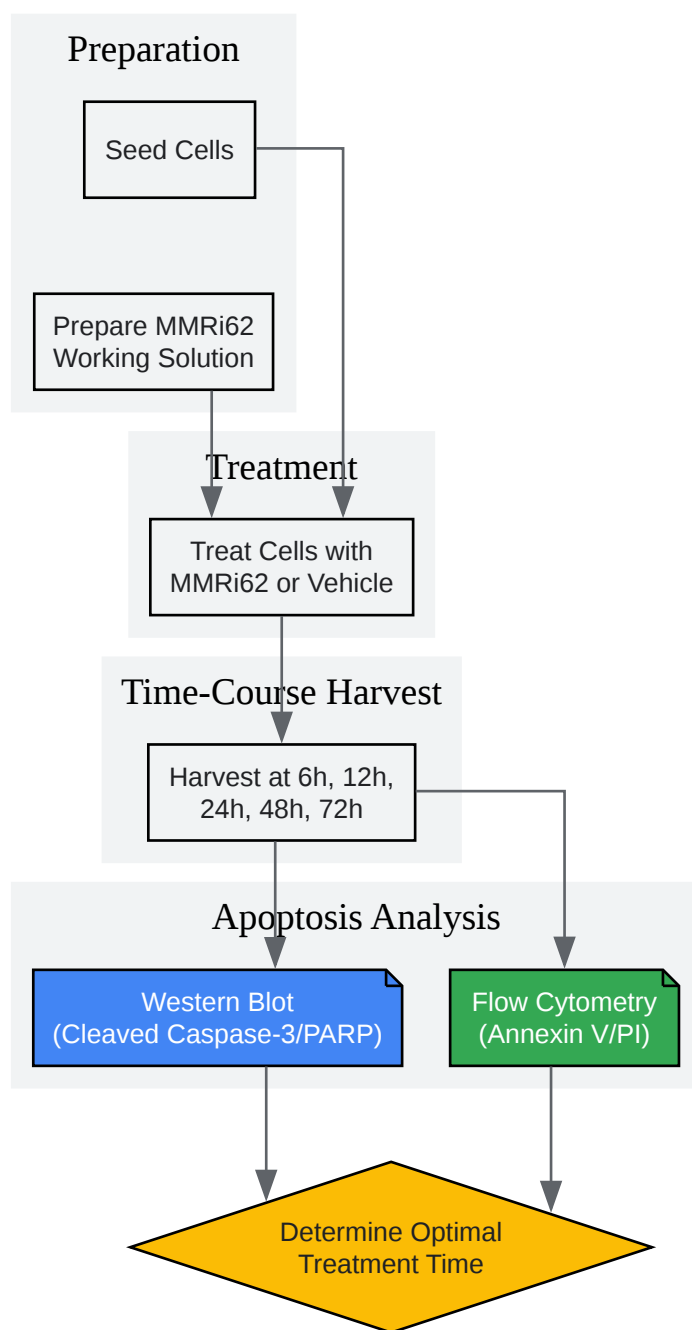 Preparation
Seed Cells
Prepare MMRi62
Working Solution
Treatment
Treat Cells with
MMRi62 or Vehicle
Time-Course Harvest
Harvest at 6h, 12h,
24h, 48h, 72h
Apoptosis Analysis
Western Blot
(Cleaved Caspase-3/PARP)
Flow Cytometry
(Annexin V/PI)
Determine Optimal
Treatment Time